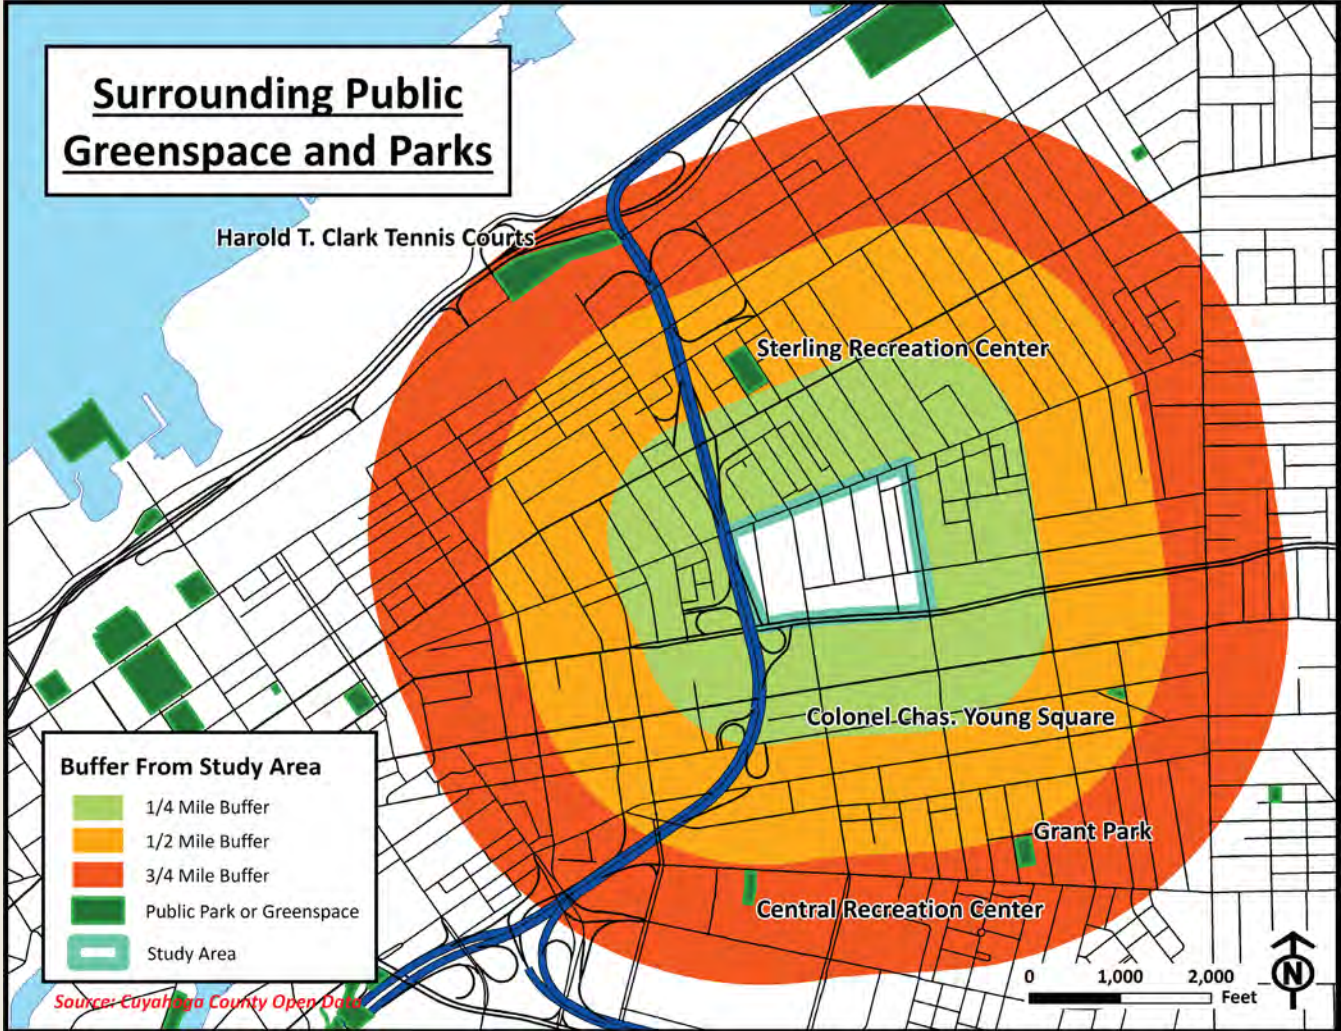 Surrounding Public
Greenspace and Parks
Harold T. Clark Tennis Courts
Sterling Recreation Center
Colonel Chas. Young Square
Grant Park
Central Recreation Center
Buffer From Study Area
1/4 Mile Buffer
1/2 Mile Buffer
3/4 Mile Buffer
Public Park or Greenspace
Study Area
Source: Cuyahoga County Open Data
0 1,000 2,000
Feet
N